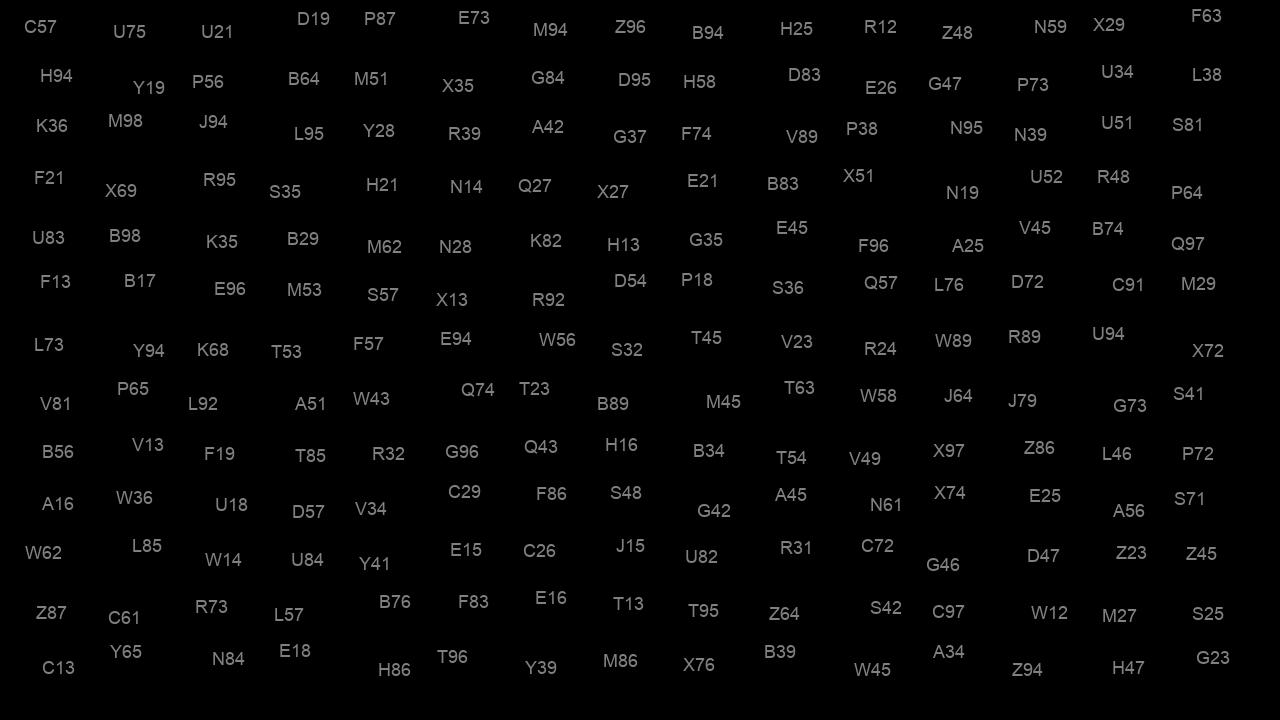 C57 U75 U21 D19 P87 E73 M94 Z96 B94 H25 R12 Z48 N59 X29 F63
H94 Y19 P56 B64 M51 X35 G84 D95 H58 D83 E26 G47 P73 U34 L38
K36 M98 J94 L95 Y28 R39 A42 G37 F74 V89 P38 N95 N39 U51 S81
F21 X69 R95 S35 H21 N14 Q27 X27 E21 B83 X51 N19 U52 R48 P64
U83 B98 K35 B29 M62 N28 K82 H13 G35 E45 F96 A25 V45 B74 Q97
F13 B17 E96 M53 S57 X13 R92 D54 P18 S36 Q57 L76 D72 C91 M29
L73 Y94 K68 T53 F57 E94 W56 S32 T45 V23 R24 W89 R89 U94 X72
V81 P65 L92 A51 W43 Q74 T23 B89 M45 T63 W58 J64 J79 G73 S41
B56 V13 F19 T85 R32 G96 Q43 H16 B34 T54 V49 X97 Z86 L46 P72
A16 W36 U18 D57 V34 C29 F86 S48 G42 A45 N61 X74 E25 A56 S71
W62 L85 W14 U84 Y41 E15 C26 J15 U82 R31 C72 G46 D47 Z23 Z45
Z87 C61 R73 L57 B76 F83 E16 T13 T95 Z64 S42 C97 W12 M27 S25
C13 Y65 N84 E18 H86 T96 Y39 M86 X76 B39 W45 A34 Z94 H47 G23